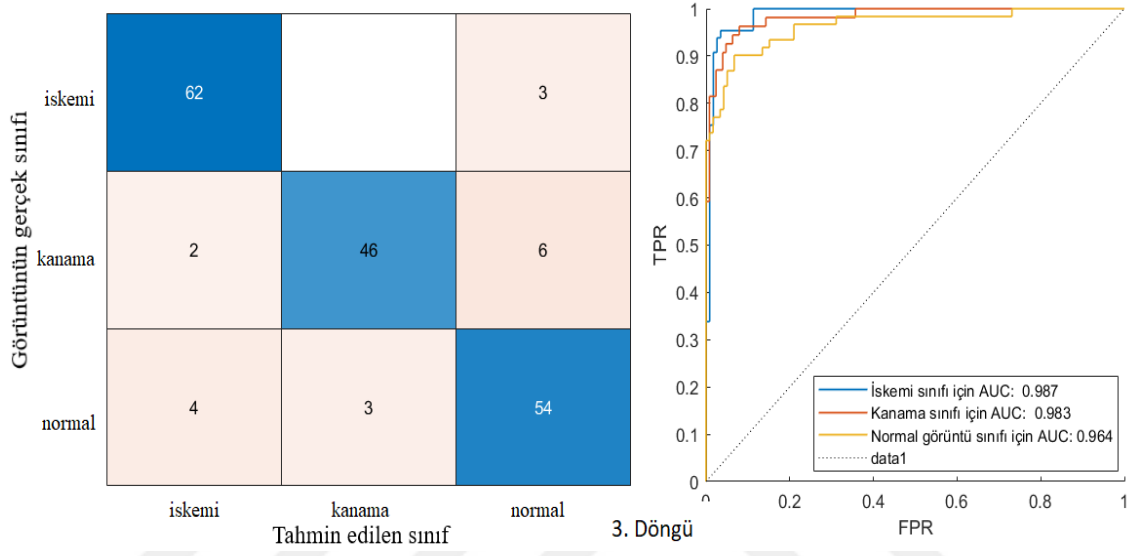 Görüntünün gerçek sınıfı
iskemi
62
3
kanama
2
46
6
normal
4
3
54
iskemi
kanama
normal
Tahmin edilen sınıf
3. Döngü
TPR
1
0.9
0.8
0.7
0.6
0.5
0.4
0.3
0.2
0.1
0
0
0.2
0.4
0.6
0.8
1
FPR
İskemi sınıfı için AUC: 0.987
Kanama sınıfı için AUC: 0.983
Normal görüntü sınıfı için AUC: 0.964
data1